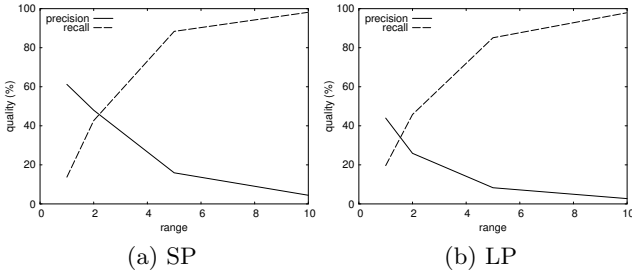 precision
recall
quality (%)
100
80
60
40
20
0
0 2 4 6 8 10
range
(a) SP
precision
recall
quality (%)
100
80
60
40
20
0
0 2 4 6 8 10
range
(b) LP